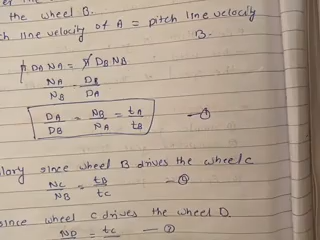 the wheel B.
line velocity of A = pitch line velocity
B.
π DA NA = π DB NB
NA / NB = DB / DA
DA / DB = NB / NA = tA / tB — ①
since wheel B drives the wheel C
NC / NB = tB / tC — ②
since wheel C drives the wheel D
ND = tC